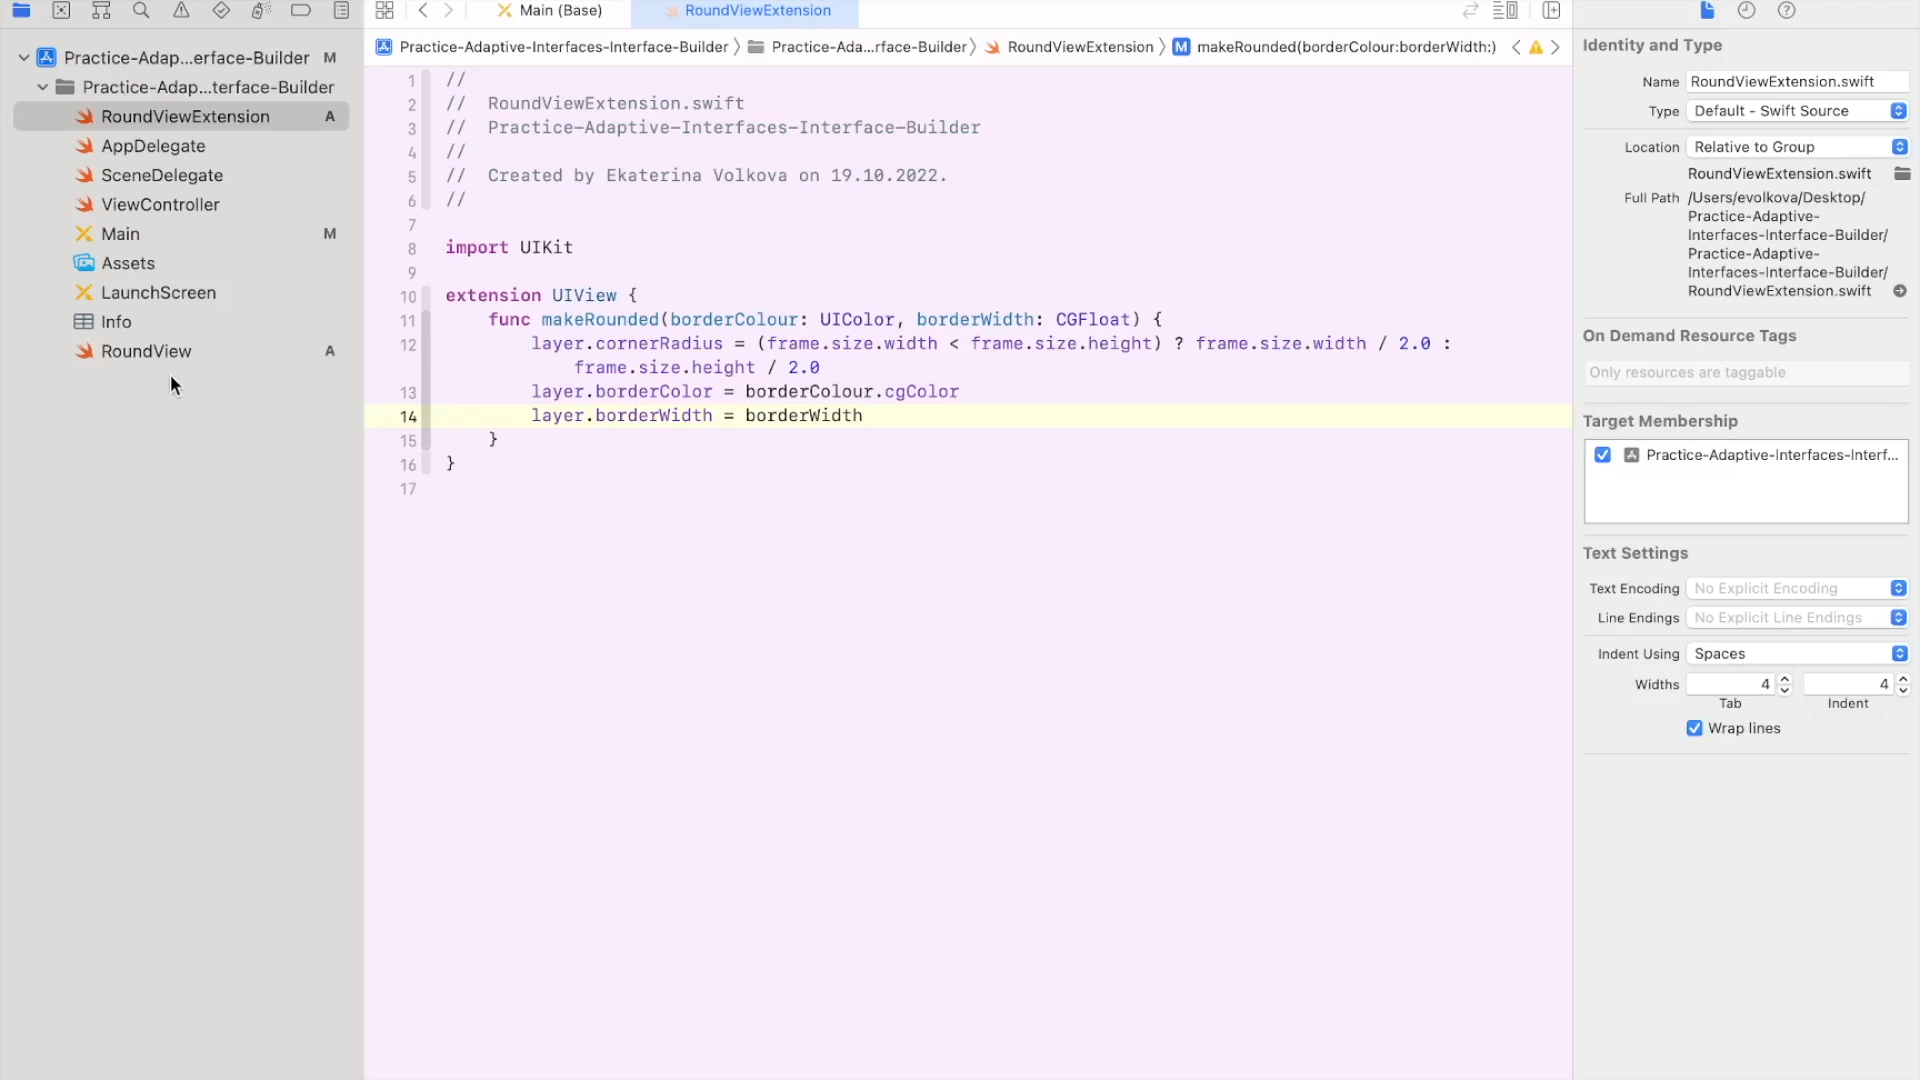 Main (Base)
RoundViewExtension
Practice-Adap...erface-Builder M
Practice-Adap...terface-Builder
RoundViewExtension A
AppDelegate
SceneDelegate
ViewController
Main M
Assets
LaunchScreen
Info
RoundView A
Practice-Adaptive-Interfaces-Interface-Builder
Practice-Ada...rface-Builder
RoundViewExtension
M makeRounded(borderColour:borderWidth:)
1 //
2 //  RoundViewExtension.swift
3 //  Practice-Adaptive-Interfaces-Interface-Builder
4 //
5 //  Created by Ekaterina Volkova on 19.10.2022.
6 //
7
8 import UIKit
9
10 extension UIView {
11     func makeRounded(borderColour: UIColor, borderWidth: CGFloat) {
12         layer.cornerRadius = (frame.size.width < frame.size.height) ? frame.size.width / 2.0 :
frame.size.height / 2.0
13         layer.borderColor = borderColour.cgColor
14         layer.borderWidth = borderWidth
15     }
16 }
17
Identity and Type
Name RoundViewExtension.swift
Type Default - Swift Source
Location Relative to Group
RoundViewExtension.swift
Full Path /Users/evolkova/Desktop/
Practice-Adaptive-
Interfaces-Interface-Builder/
Practice-Adaptive-
Interfaces-Interface-Builder/
RoundViewExtension.swift
On Demand Resource Tags
Only resources are taggable
Target Membership
Practice-Adaptive-Interfaces-Interf...
Text Settings
Text Encoding No Explicit Encoding
Line Endings No Explicit Line Endings
Indent Using Spaces
Widths 4 4
Tab Indent
Wrap lines